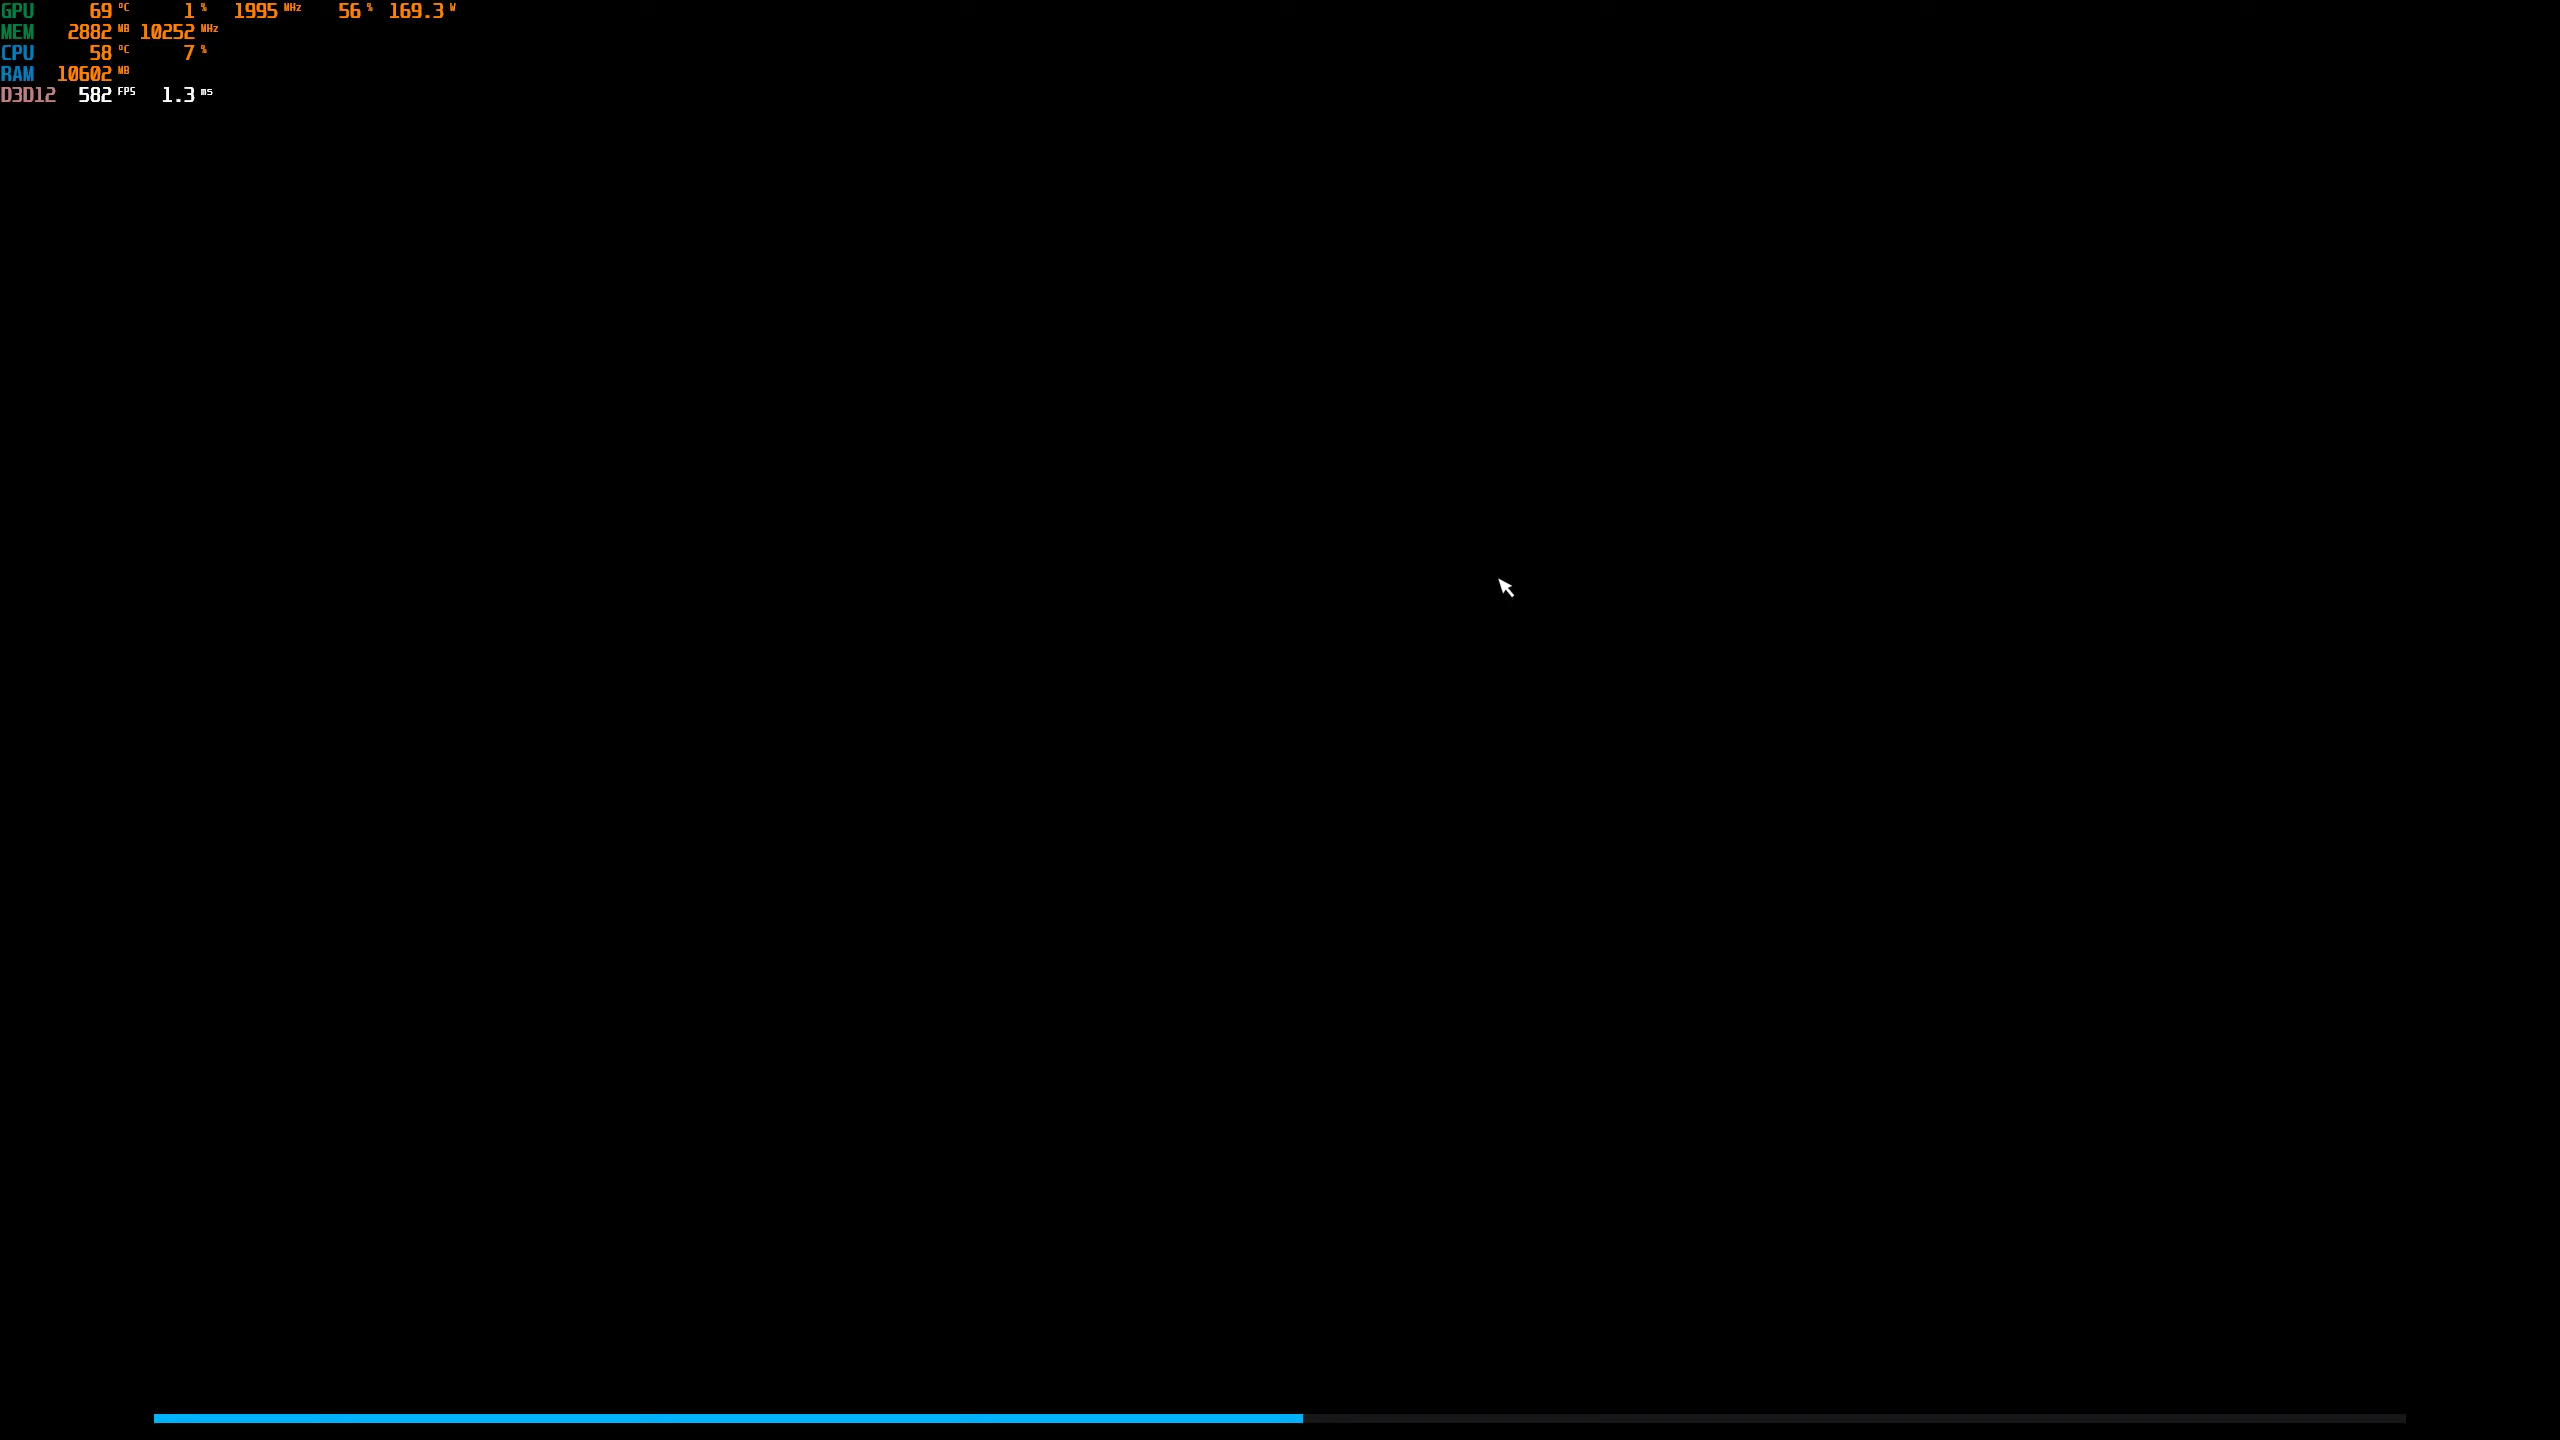 GPU 69 °C 1 % 1995 MHz 56 % 169.3 W
MEM 2882 MB 10252 MHz
CPU 58 °C 7 %
RAM 10602 MB
D3D12 582 FPS 1.3 ms